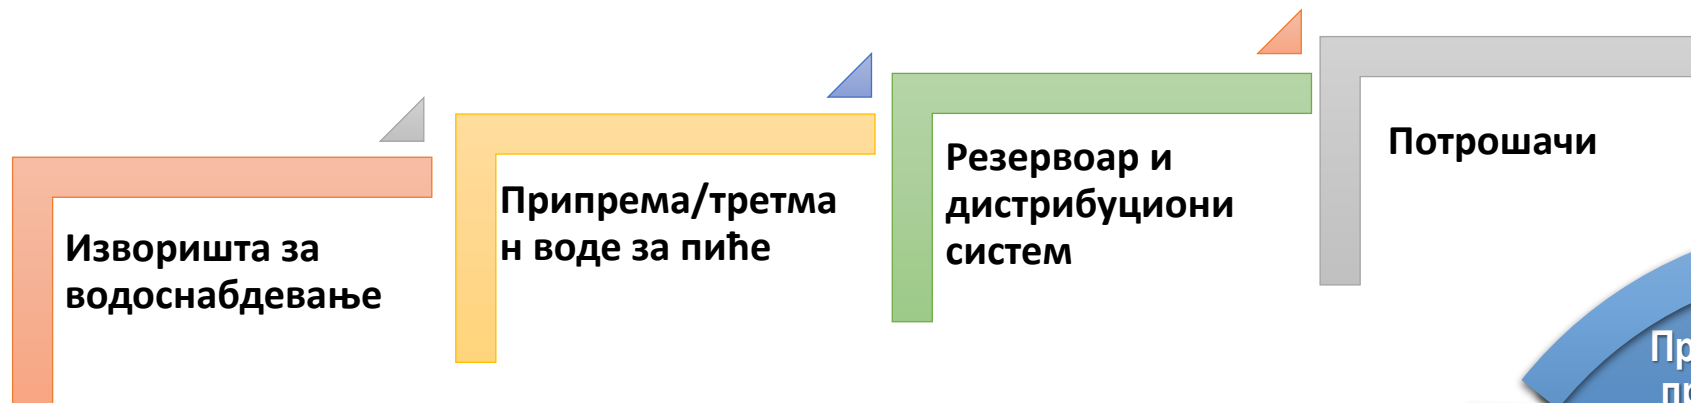 Изворишта за
водоснабдевање
Припрема/третма
н воде за пиће
Резервоар и
дистрибуциони
систем
Потрошачи